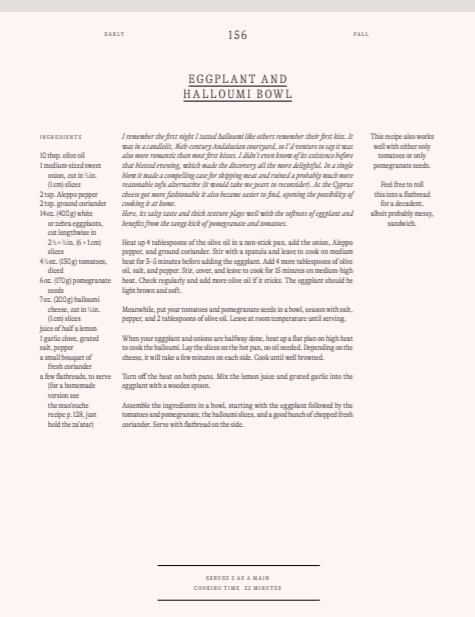 EARLY
156
FALL
EGGPLANT AND
HALLOUMI BOWL
INGREDIENTS
10 tbsp. olive oil
1 medium-sized sweet
onion, cut in ½ in.
(1 cm) slices
2 tsp. Aleppo pepper
2 tsp. ground coriander
14 oz. (400 g) white
or zebra eggplants,
cut lengthwise in
2½ × ½ in. (6 × 1 cm)
slices
4½ oz. (130 g) tomatoes,
diced
6 oz. (170 g) pomegranate
seeds
7 oz. (200 g) halloumi
cheese, cut in ½ in.
(1 cm) slices
juice of half a lemon
1 garlic clove, grated
salt, pepper
a small bouquet of
fresh coriander
a few flatbreads, to serve
(for a homemade
version see
the man'ouche
recipe p. 128, just
hold the za'atar)
I remember the first night I tasted halloumi like others remember their first kiss. It
was in a candlelit, 16th-century Andalusian courtyard, so I'd venture to say it was
also more romantic than most first kisses. I didn't even know of its existence before
that blessed evening, which made the discovery all the more delightful. In a single
blow it made a compelling case for skipping meat and ruined a probably much more
reasonable tofu alternative (it would take me years to reconsider). As the Cyprus
cheese got more fashionable it also became easier to find, opening the possibility of
cooking it at home.
Here, its salty taste and thick texture plays well with the softness of eggplant and
benefits from the tangy kick of pomegranate and tomatoes.
Heat up 4 tablespoons of the olive oil in a non-stick pan, add the onion, Aleppo
pepper, and ground coriander. Stir with a spatula and leave to cook on medium
heat for 3–5 minutes before adding the eggplant. Add 4 more tablespoons of olive
oil, salt, and pepper. Stir, cover, and leave to cook for 15 minutes on medium-high
heat. Check regularly and add more olive oil if it sticks. The eggplant should be
light brown and soft.
Meanwhile, put your tomatoes and pomegranate seeds in a bowl, season with salt,
pepper, and 2 tablespoons of olive oil. Leave at room temperature until serving.
When your eggplant and onions are halfway done, heat up a flat pan on high heat
to cook the halloumi. Lay the slices on the hot pan, no oil needed. Depending on the
cheese, it will take a few minutes on each side. Cook until well browned.
Turn off the heat on both pans. Mix the lemon juice and grated garlic into the
eggplant with a wooden spoon.
Assemble the ingredients in a bowl, starting with the eggplant followed by the
tomatoes and pomegranate, the halloumi slices, and a good bunch of chopped fresh
coriander. Serve with flatbread on the side.
This recipe also works
well with either only
tomatoes or only
pomegranate seeds.
Feel free to roll
this into a flatbread
for a decadent,
albeit probably messy,
sandwich.
SERVES 2 AS A MAIN
COOKING TIME 25 MINUTES